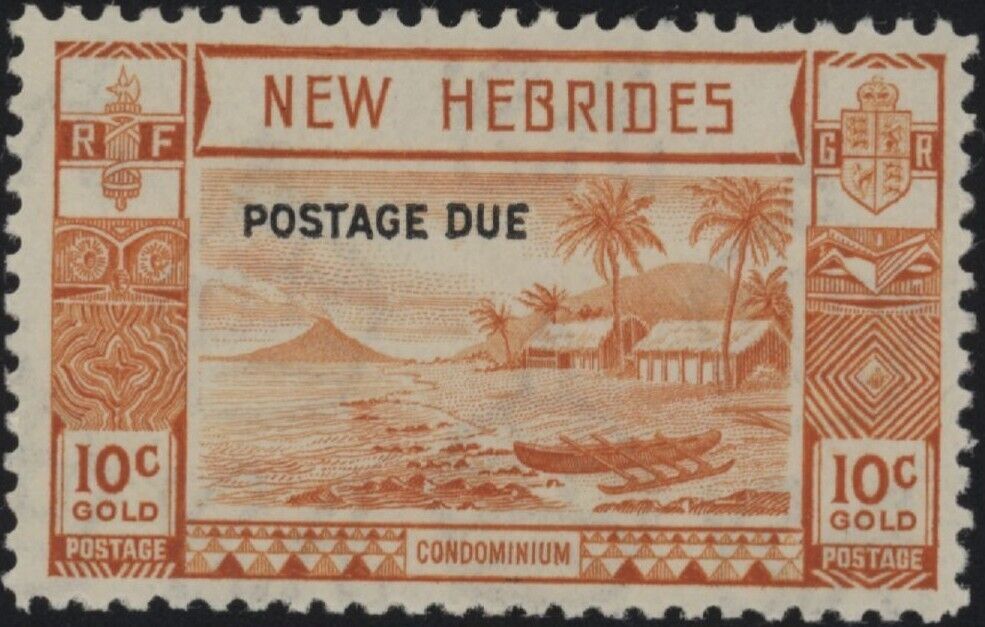 NEW HEBRIDES
R F
G R
POSTAGE DUE
10c
GOLD
POSTAGE
10c
GOLD
POSTAGE
CONDOMINIUM